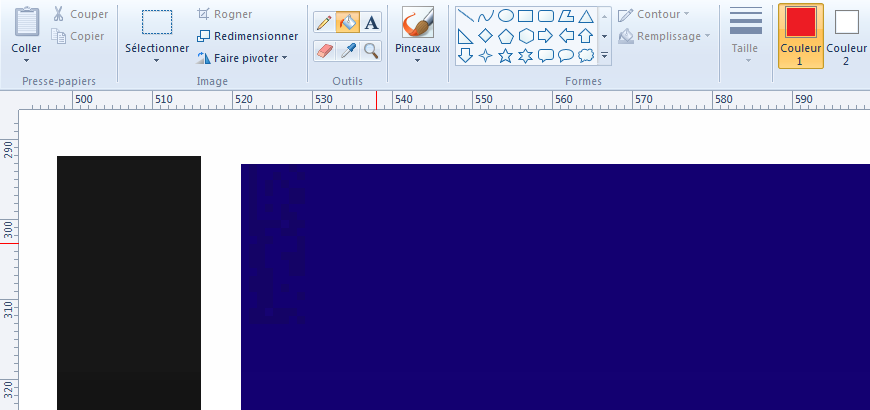 Coller
Couper
Copier
Presse-papiers
Sélectionner
Rogner
Redimensionner
Faire pivoter
Image
A
Outils
Pinceaux
Formes
Contour
Remplissage
Taille
Couleur
1
Couleur
2
500 510 520 530 540 550 560 570 580 590
290
300
310
320